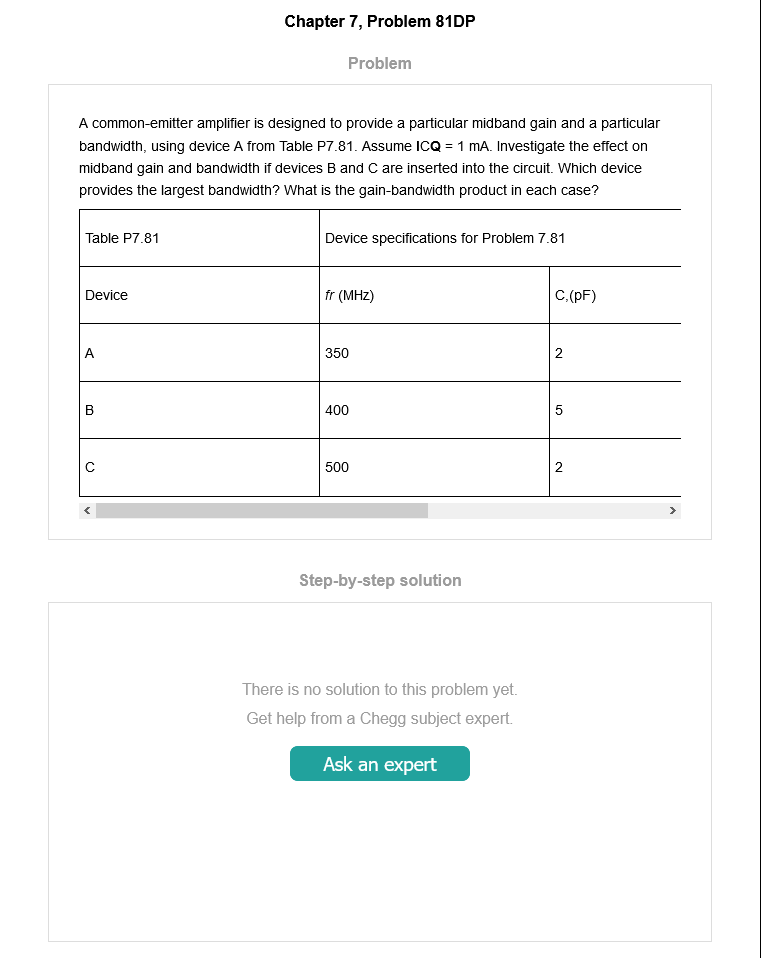 Chapter 7, Problem 81DP
Problem
A common-emitter amplifier is designed to provide a particular midband gain and a particular
bandwidth, using device A from Table P7.81. Assume ICQ = 1 mA. Investigate the effect on
midband gain and bandwidth if devices B and C are inserted into the circuit. Which device
provides the largest bandwidth? What is the gain-bandwidth product in each case?
Table P7.81 Device specifications for Problem 7.81
Device fr (MHz) C,(pF)
A 350 2
B 400 5
C 500 2
Step-by-step solution
There is no solution to this problem yet.
Get help from a Chegg subject expert.
Ask an expert